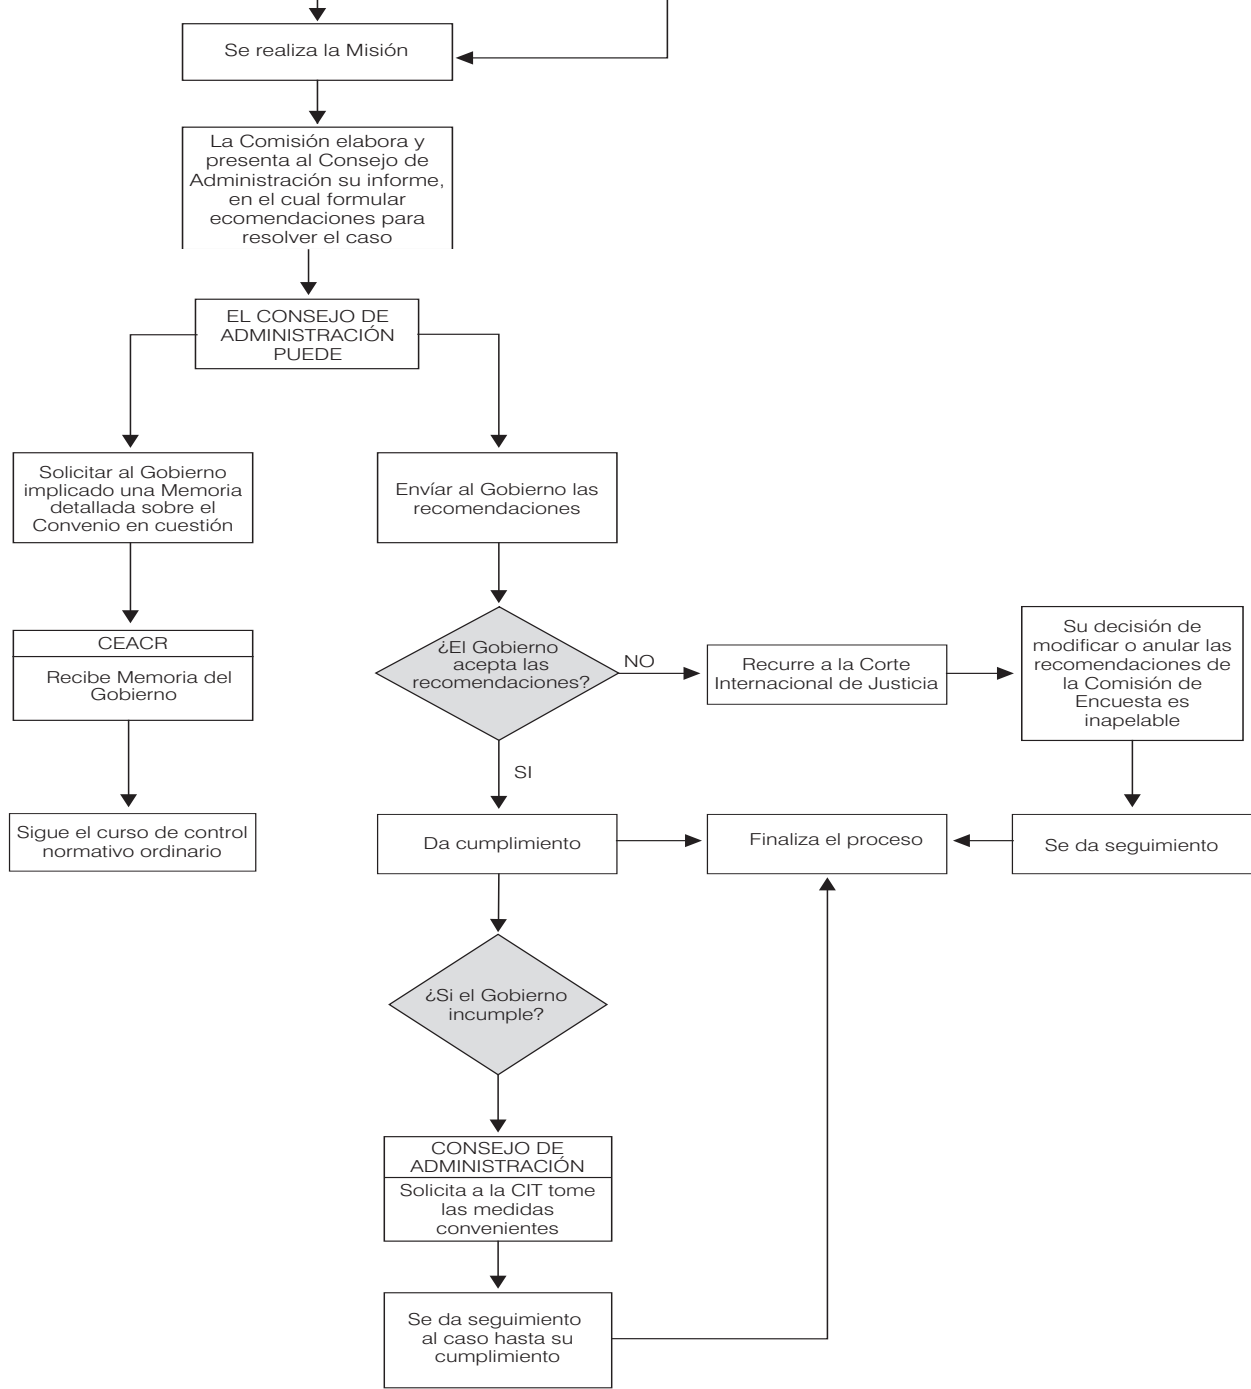 Se realiza la Misión
La Comisión elabora y
presenta al Consejo de
Administración su informe,
en el cual formular
ecomendaciones para
resolver el caso
EL CONSEJO DE
ADMINISTRACIÓN
PUEDE
Solicitar al Gobierno
implicado una Memoria
detallada sobre el
Convenio en cuestión
Envíar al Gobierno las
recomendaciones
CEACR
Recibe Memoria del
Gobierno
¿El Gobierno
acepta las
recomendaciones?
NO
Recurre a la Corte
Internacional de Justicia
Su decisión de
modificar o anular las
recomendaciones de
la Comisión de
Encuesta es
inapelable
SI
Sigue el curso de control
normativo ordinario
Da cumplimiento
Finaliza el proceso
Se da seguimiento
¿Si el Gobierno
incumple?
CONSEJO DE
ADMINISTRACIÓN
Solicita a la CIT tome
las medidas
convenientes
Se da seguimiento
al caso hasta su
cumplimiento